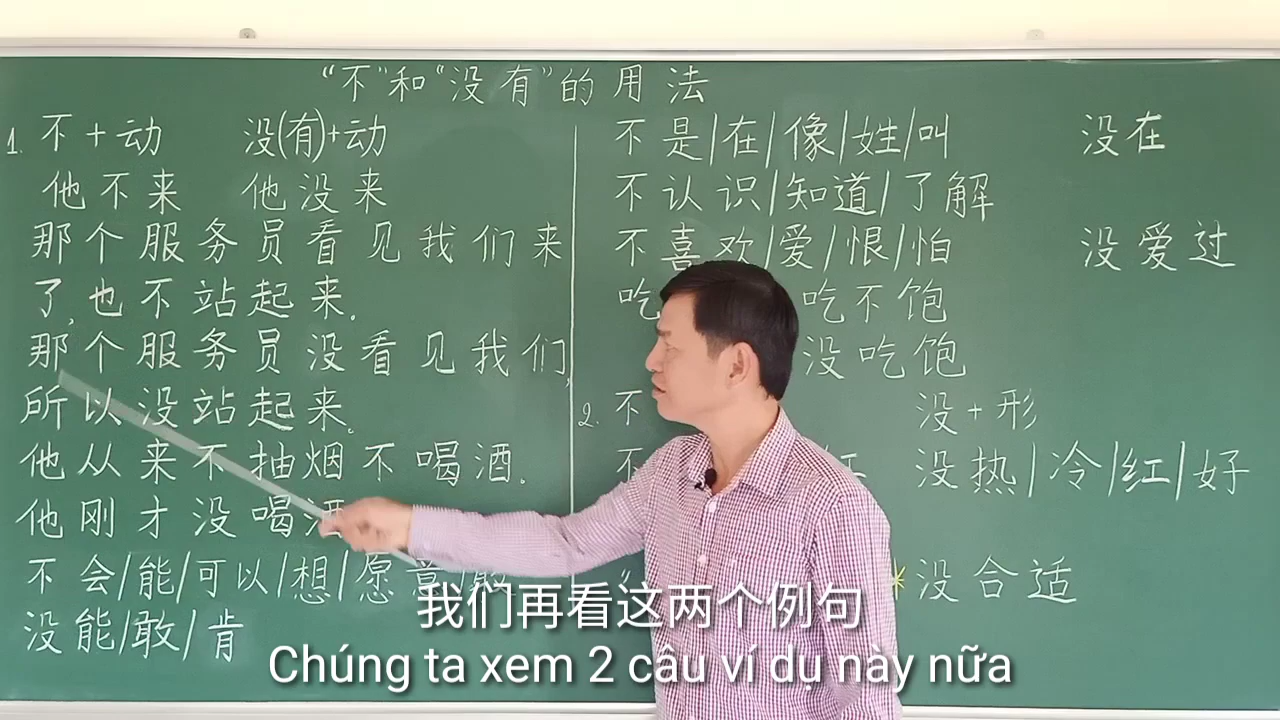 “不”和“没有”的用法
1. 不+动 没(有)+动
他不来 他没来
那个服务员看见我们来
了,也不站起来.
那个服务员没看见我们,
所以没站起来。
他从来不抽烟不喝酒.
他刚才没喝酒
不会/能/可以/想/愿意/敢
没能/敢/肯
不是/在/像/姓/叫 没在
不认识/知道/了解
不喜欢/爱/恨/怕 没爱过
吃 吃不饱
没吃饱
2. 不 没+形
不 没热/冷/红/好
*没合适
我们再看这两个例句
Chúng ta xem 2 câu ví dụ này nữa